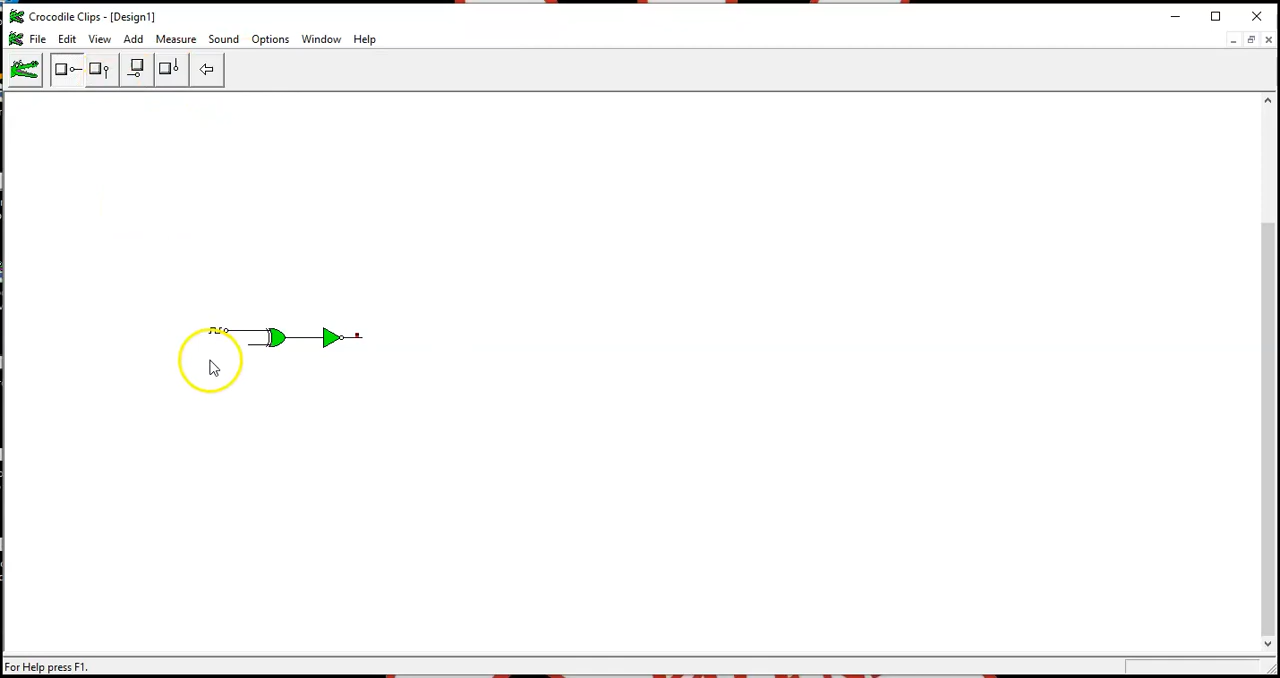 Crocodile Clips - [Design1]
File Edit View Add Measure Sound Options Window Help
For Help press F1.